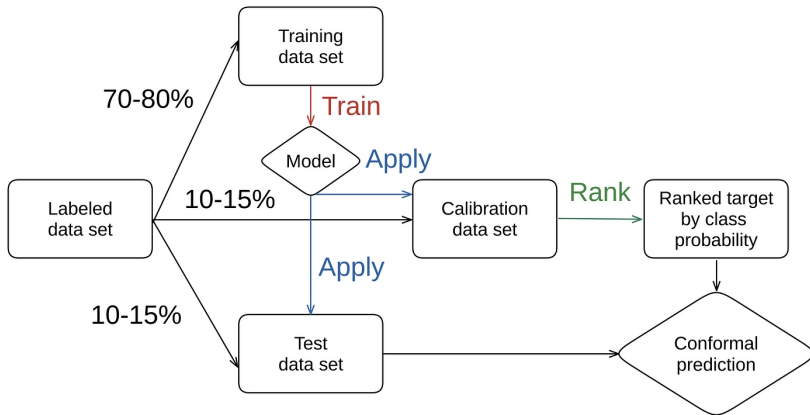 Training
data set
70-80%
Train
Model
Apply
Labeled
data set
10-15%
Calibration
data set
Rank
Ranked target
by class
probability
Apply
10-15%
Test
data set
Conformal
prediction